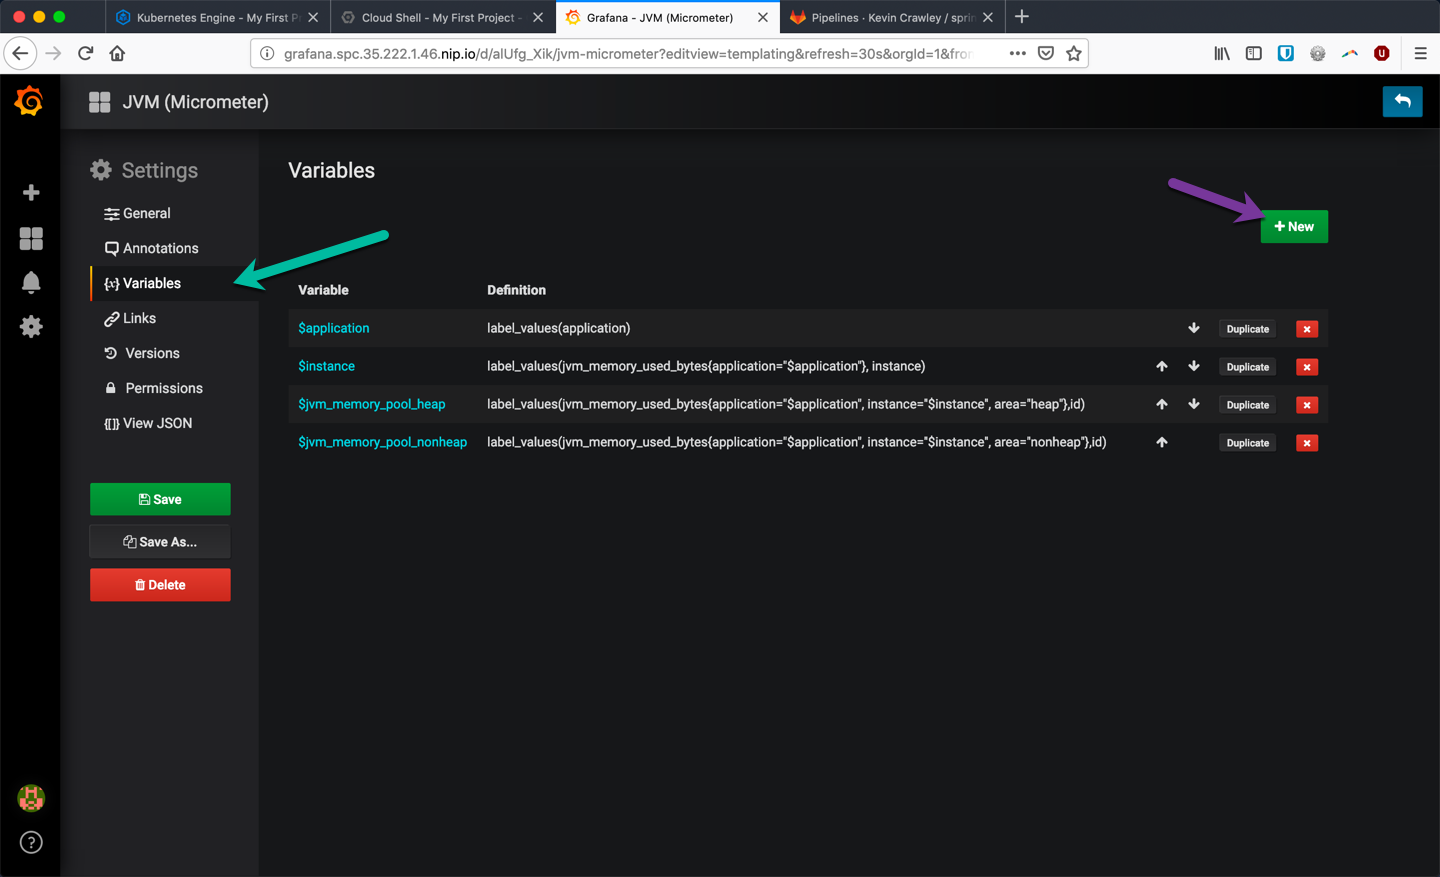 Kubernetes Engine - My First P
Cloud Shell - My First Project -
Grafana - JVM (Micrometer)
Pipelines · Kevin Crawley / sprin
grafana.spc.35.222.1.46.nip.io/d/alUfg_Xik/jvm-micrometer?editview=templating&refresh=30s&orgId=1&fro
JVM (Micrometer)
Settings
General
Annotations
{x} Variables
Links
Versions
Permissions
View JSON
Save
Save As...
Delete
Variables
+ New
Variable Definition
$application label_values(application) Duplicate
$instance label_values(jvm_memory_used_bytes{application="$application"}, instance) Duplicate
$jvm_memory_pool_heap label_values(jvm_memory_used_bytes{application="$application", instance="$instance", area="heap"},id) Duplicate
$jvm_memory_pool_nonheap label_values(jvm_memory_used_bytes{application="$application", instance="$instance", area="nonheap"},id) Duplicate